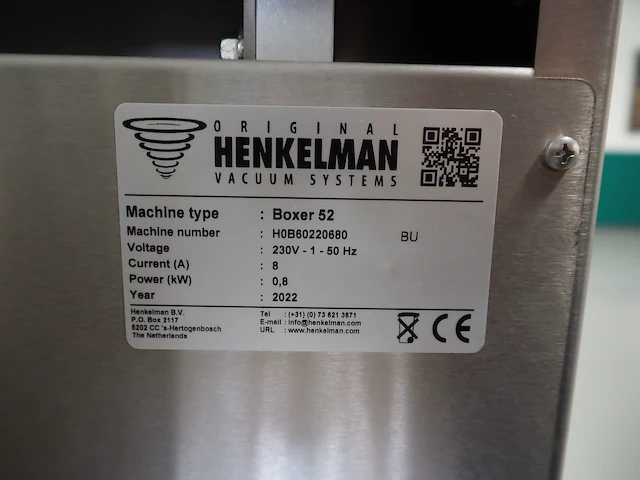 ORIGINAL
HENKELMAN
VACUUM SYSTEMS
Machine type : Boxer 52
Machine number : H0B60220680 BU
Voltage : 230V - 1 - 50 Hz
Current (A) : 8
Power (kW) : 0,8
Year : 2022
Henkelman B.V.
P.O. Box 2117
5202 CC 's-Hertogenbosch
The Netherlands
Tel : (+31) (0) 73 621 3671
E-mail : info@henkelman.com
URL : www.henkelman.com
CE